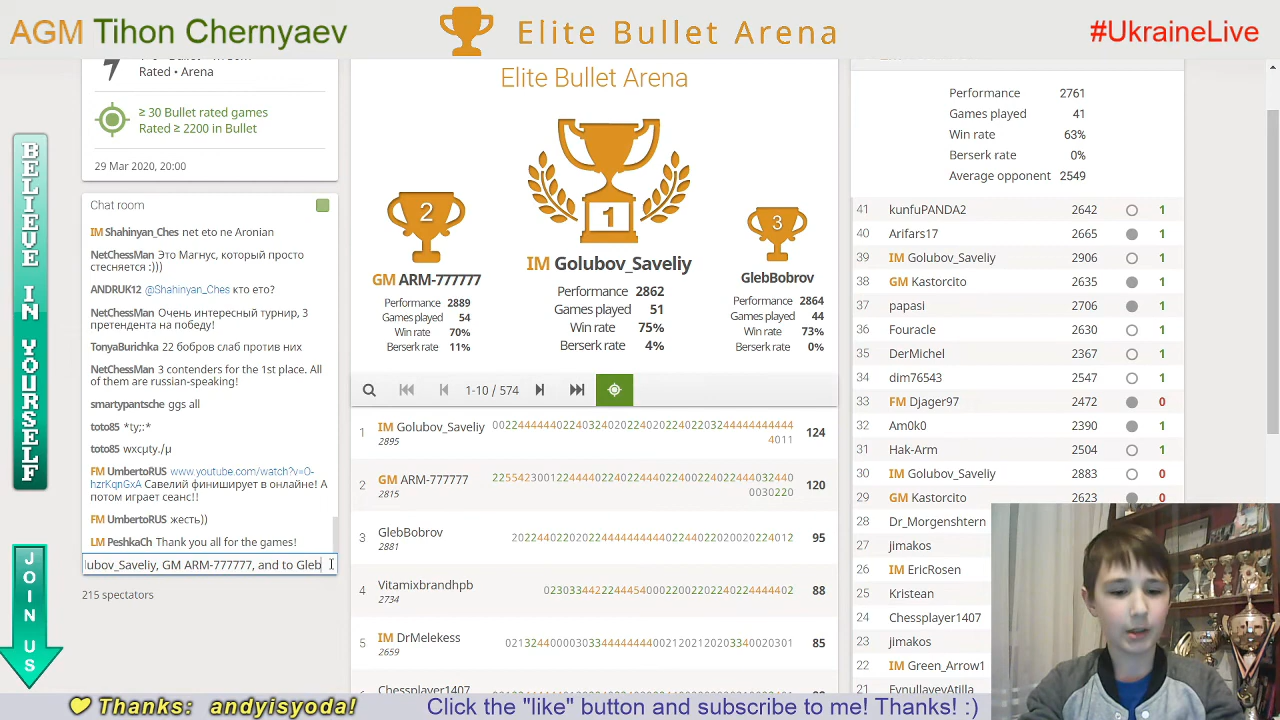 AGM Tihon Chernyaev
Elite Bullet Arena
#UkraineLive
BELIEVE IN YOURSELF
JOIN US
Rated • Arena
≥ 30 Bullet rated games
Rated ≥ 2200 in Bullet
29 Mar 2020, 20:00
Chat room
IM Shahinyan_Ches net eto ne Aronian
NetChessMan Это Магнус, который просто
стесняется :)))
ANDRUK12 @Shahinyan_Ches кто ето?
NetChessMan Очень интересный турнир, 3
претендента на победу!
TonyaBurichka 22 бобров слаб против них
NetChessMan 3 contenders for the 1st place. All
of them are russian-speaking!
smartypantsche ggs all
toto85 *ty;:*
toto85 wxcµty./µ
FM UmbertoRUS www.youtube.com/watch?v=0-
hzrKqnGxA Савелий финиширует в онлайне! А
потом играет сеанс!!
FM UmbertoRUS жесть))
LM PeshkaCh Thank you all for the games!
lubov_Saveliy, GM ARM-777777, and to Gleb
215 spectators
Elite Bullet Arena
2
GM ARM-777777
Performance 2889
Games played 54
Win rate 70%
Berserk rate 11%
1
IM Golubov_Saveliy
Performance 2862
Games played 51
Win rate 75%
Berserk rate 4%
3
GlebBobrov
Performance 2864
Games played 44
Win rate 73%
Berserk rate 0%
1-10 / 574
1 IM Golubov_Saveliy 124
2895
2 GM ARM-777777 120
2815
3 GlebBobrov 95
2881
4 Vitamixbrandhpb 88
2734
5 IM DrMelekess 85
2659
Chessplayer1407
Performance 2761
Games played 41
Win rate 63%
Berserk rate 0%
Average opponent 2549
41 kunfuPANDA2 2642 1
40 Arifars17 2665 1
39 IM Golubov_Saveliy 2906 1
38 GM Kastorcito 2635 1
37 papasi 2706 1
36 Fouracle 2630 1
35 DerMichel 2367 1
34 dim76543 2547 1
33 FM Djager97 2472 0
32 Am0k0 2390 1
31 Hak-Arm 2504 1
30 IM Golubov_Saveliy 2883 0
29 GM Kastorcito 2623
28 Dr_Morgenshtern
27 jimakos
26 IM EricRosen
25 Kristean
24 Chessplayer1407
23 jimakos
22 IM Green_Arrow1
21 EynullayevAtilla
Thanks: andyisyoda!
Click the "like" button and subscribe to me! Thanks! :)